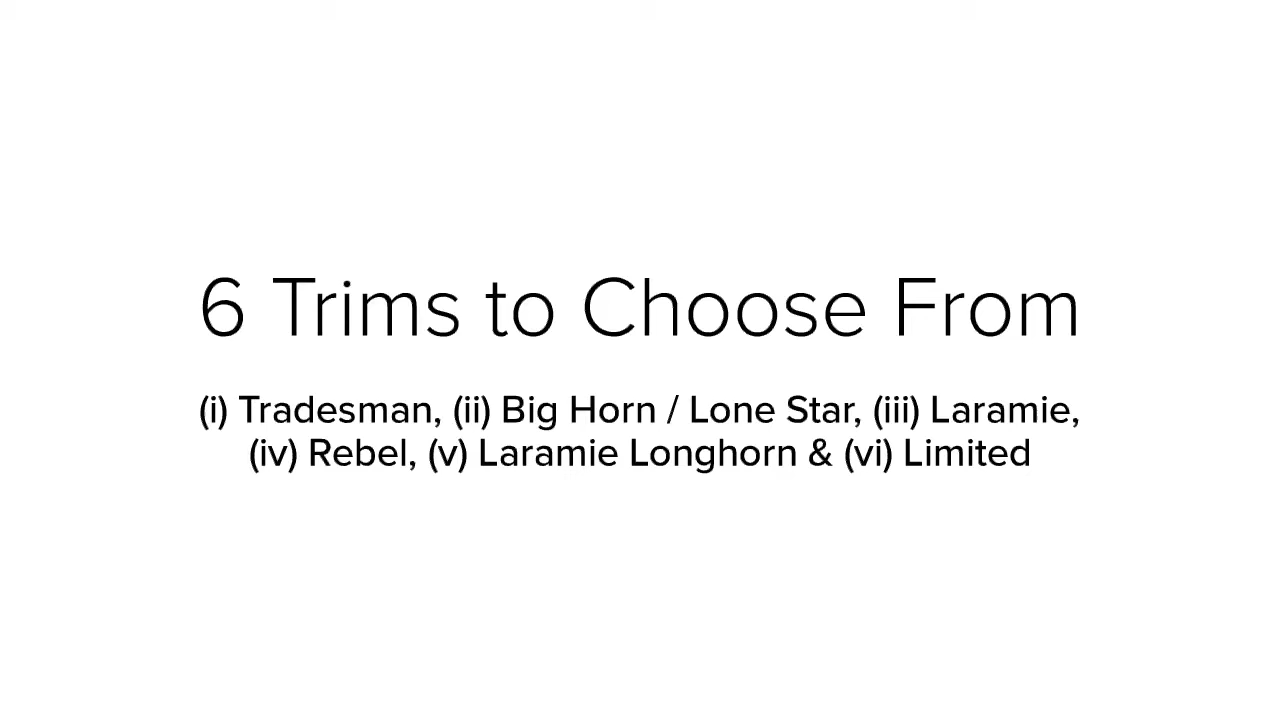 6 Trims to Choose From
(i) Tradesman, (ii) Big Horn / Lone Star, (iii) Laramie,
(iv) Rebel, (v) Laramie Longhorn & (vi) Limited